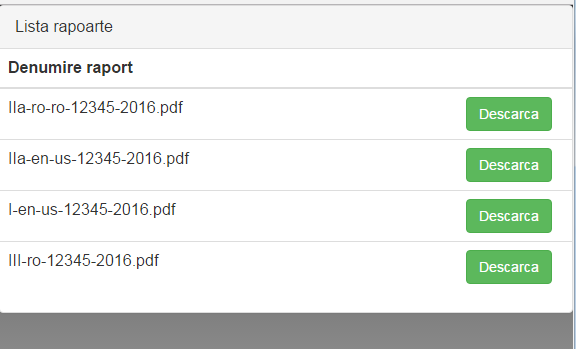 Lista rapoarte
Denumire raport
IIa-ro-ro-12345-2016.pdf Descarca
IIa-en-us-12345-2016.pdf Descarca
I-en-us-12345-2016.pdf Descarca
III-ro-12345-2016.pdf Descarca